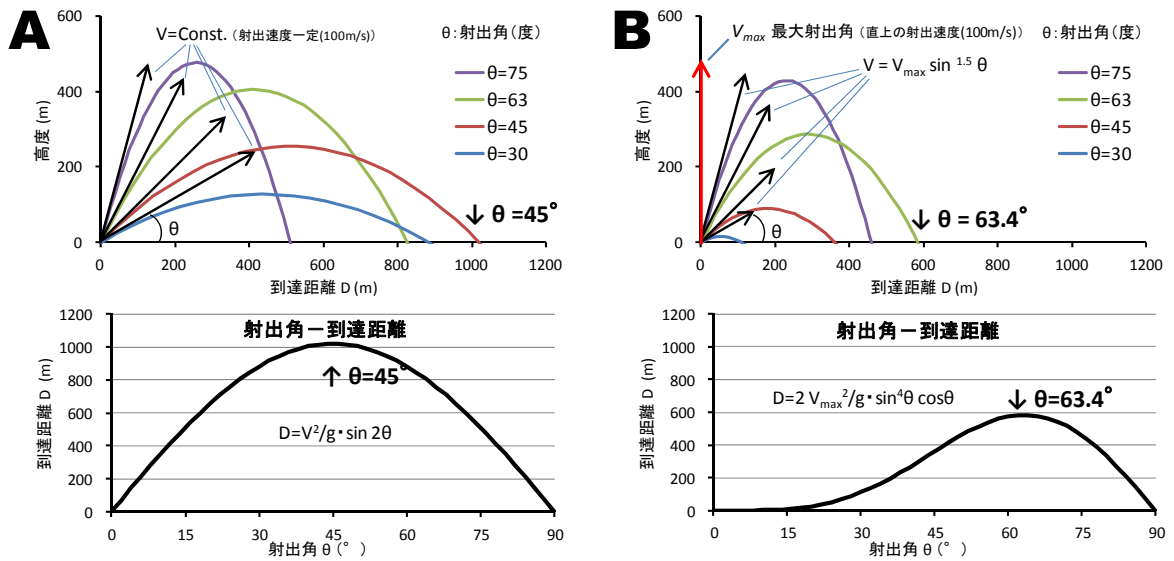 A
V=Const. (射出速度一定(100m/s))
θ:射出角(度)
θ=75
θ=63
θ=45
θ=30
↓ θ =45°
θ
高度 (m)
600
400
200
0
0 200 400 600 800 1000 1200
到達距離 D (m)
射出角ー到達距離
↑ θ=45°
D=V²/g・sin 2θ
到達距離 D (m)
1200
1000
800
600
400
200
0
0 15 30 45 60 75 90
射出角 θ (°)
B
Vmax 最大射出角 (直上の射出速度(100m/s))
θ:射出角(度)
V = Vmax sin 1.5 θ
θ=75
θ=63
θ=45
θ=30
↓ θ = 63.4°
θ
高度 (m)
600
400
200
0
0 200 400 600 800 1000 1200
到達距離 D (m)
射出角ー到達距離
D=2 Vmax²/g・sin⁴θ cosθ
↓ θ=63.4°
到達距離 D (m)
1200
1000
800
600
400
200
0
0 15 30 45 60 75 90
射出角 θ (°)